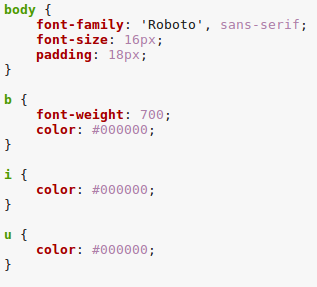 body {
    font-family: 'Roboto', sans-serif;
    font-size: 16px;
    padding: 18px;
}

b {
    font-weight: 700;
    color: #000000;
}

i {
    color: #000000;
}

u {
    color: #000000;
}